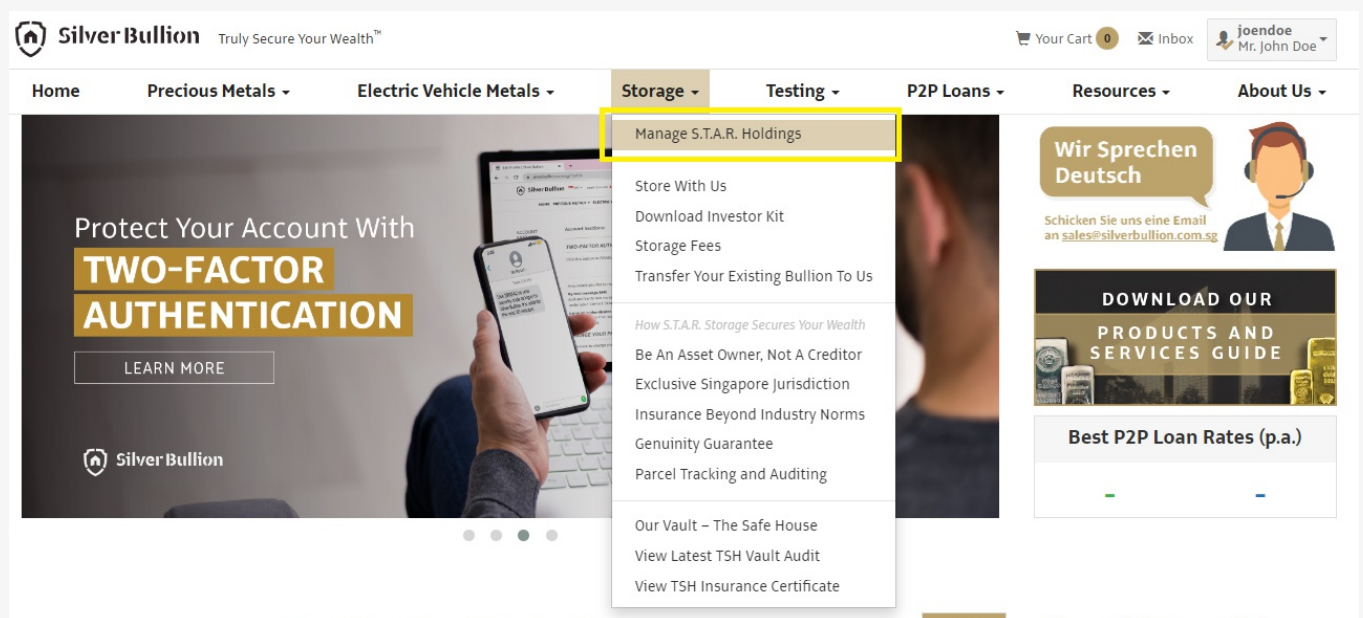 Silver Bullion Truly Secure Your Wealth™
Your Cart 0 Inbox joendoe
Mr. John Doe
Home Precious Metals Electric Vehicle Metals Storage Testing P2P Loans Resources About Us
Manage S.T.A.R. Holdings
Store With Us
Download Investor Kit
Storage Fees
Transfer Your Existing Bullion To Us
How S.T.A.R. Storage Secures Your Wealth
Be An Asset Owner, Not A Creditor
Exclusive Singapore Jurisdiction
Insurance Beyond Industry Norms
Genuinity Guarantee
Parcel Tracking and Auditing
Our Vault – The Safe House
View Latest TSH Vault Audit
View TSH Insurance Certificate
Protect Your Account With
TWO-FACTOR
AUTHENTICATION
LEARN MORE
Silver Bullion
Silver Bullion
Wir Sprechen
Deutsch
Schicken Sie uns eine Email
an sales@silverbullion.com.sg
DOWNLOAD OUR
PRODUCTS AND
SERVICES GUIDE
Best P2P Loan Rates (p.a.)
– –